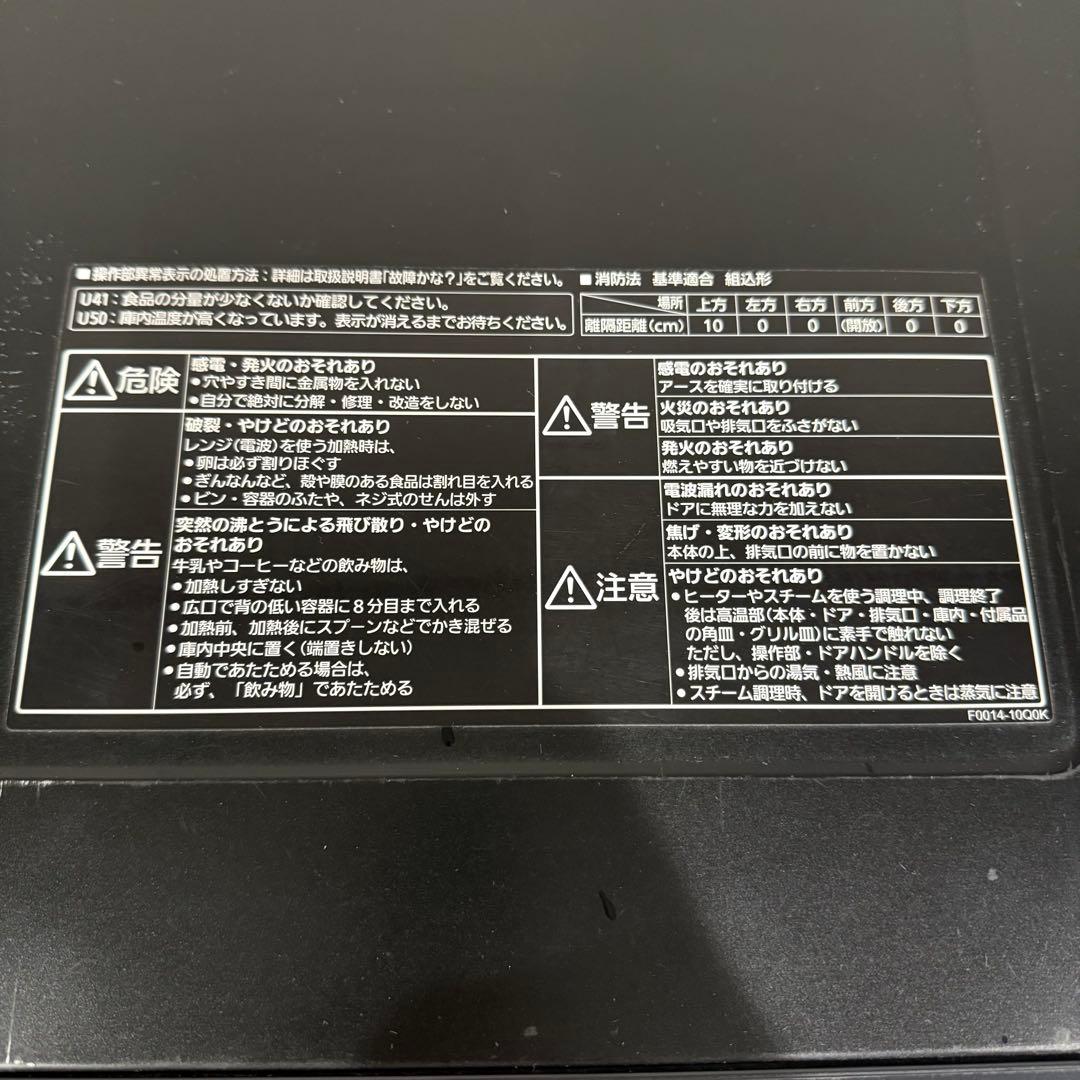 ■操作部異常表示の処置方法：詳細は取扱説明書「故障かな？」をご覧ください。
U41：食品の分量が少なくないか確認してください。
U50：庫内温度が高くなっています。表示が消えるまでお待ちください。
■消防法 基準適合 組込形
場所 上方 左方 右方 前方 後方 下方
離隔距離(cm) 10 0 0 (開放) 0 0
危険
感電・発火のおそれあり
●穴やすき間に金属物を入れない
●自分で絶対に分解・修理・改造をしない
警告
破裂・やけどのおそれあり
レンジ(電波)を使う加熱時は、
●卵は必ず割りほぐす
●ぎんなんなど、殻や膜のある食品は割れ目を入れる
●ビン・容器のふたや、ネジ式のせんは外す
突然の沸とうによる飛び散り・やけどの
おそれあり
牛乳やコーヒーなどの飲み物は、
●加熱しすぎない
●広口で背の低い容器に８分目まで入れる
●加熱前、加熱後にスプーンなどでかき混ぜる
●庫内中央に置く(端置きしない)
●自動であたためる場合は、
必ず、「飲み物」であたためる
警告
感電のおそれあり
アースを確実に取り付ける
火災のおそれあり
吸気口や排気口をふさがない
発火のおそれあり
燃えやすい物を近づけない
注意
電波漏れのおそれあり
ドアに無理な力を加えない
焦げ・変形のおそれあり
本体の上、排気口の前に物を置かない
やけどのおそれあり
●ヒーターやスチームを使う調理中、調理終了
後は高温部(本体・ドア・排気口・庫内・付属品
の角皿・グリル皿)に素手で触れない
ただし、操作部・ドアハンドルを除く
●排気口からの湯気・熱風に注意
●スチーム調理時、ドアを開けるときは蒸気に注意
F0014-10Q0K